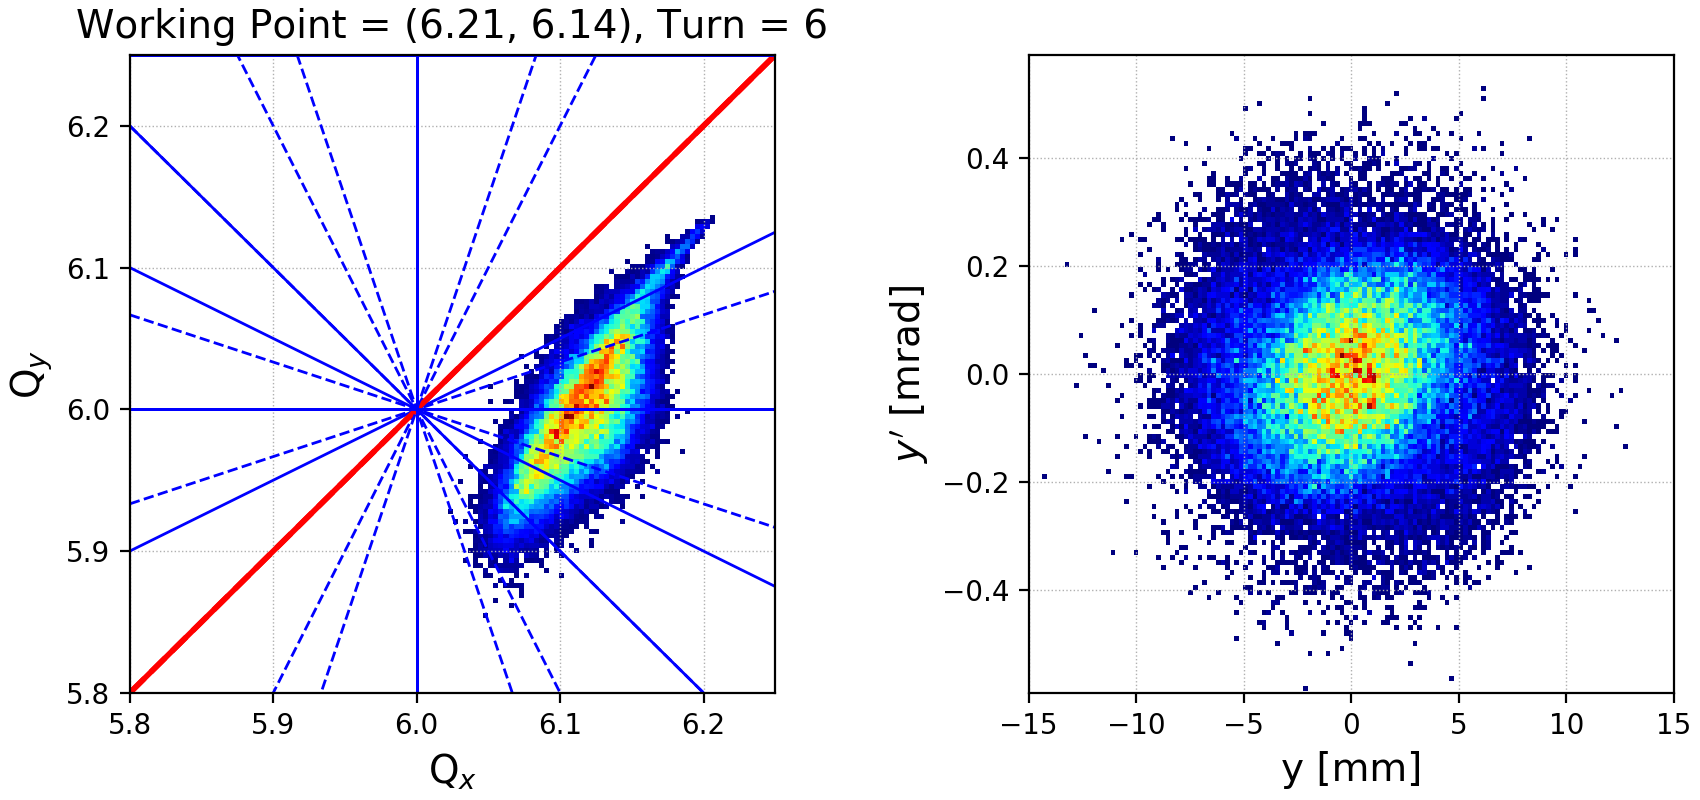 Working Point = (6.21, 6.14), Turn = 6
6.2
6.1
6.0
5.9
5.8
Q_y
5.8 5.9 6.0 6.1 6.2
Q_x
0.4
0.2
0.0
−0.2
−0.4
y′ [mrad]
−15 −10 −5 0 5 10 15
y [mm]